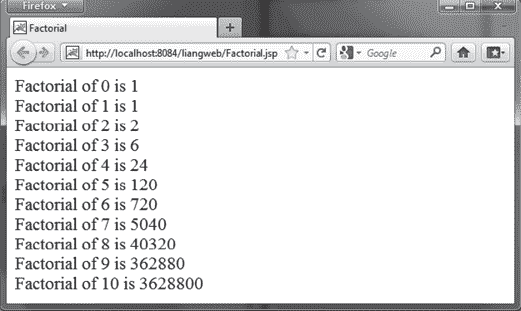 Firefox
Factorial
http://localhost:8084/liangweb/Factorial.jsp
Google
Factorial of 0 is 1
Factorial of 1 is 1
Factorial of 2 is 2
Factorial of 3 is 6
Factorial of 4 is 24
Factorial of 5 is 120
Factorial of 6 is 720
Factorial of 7 is 5040
Factorial of 8 is 40320
Factorial of 9 is 362880
Factorial of 10 is 3628800